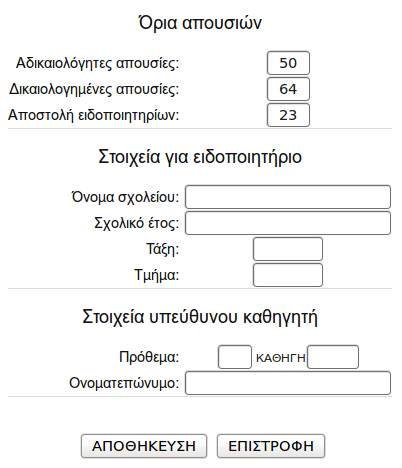 Όρια απουσιών
Αδικαιολόγητες απουσίες: 50
Δικαιολογημένες απουσίες: 64
Αποστολή ειδοποιητηρίων: 23
Στοιχεία για ειδοποιητήριο
Όνομα σχολείου:
Σχολικό έτος:
Τάξη:
Τμήμα:
Στοιχεία υπεύθυνου καθηγητή
Πρόθεμα: ΚΑΘΗΓΗ
Ονοματεπώνυμο:
ΑΠΟΘΗΚΕΥΣΗ ΕΠΙΣΤΡΟΦΗ